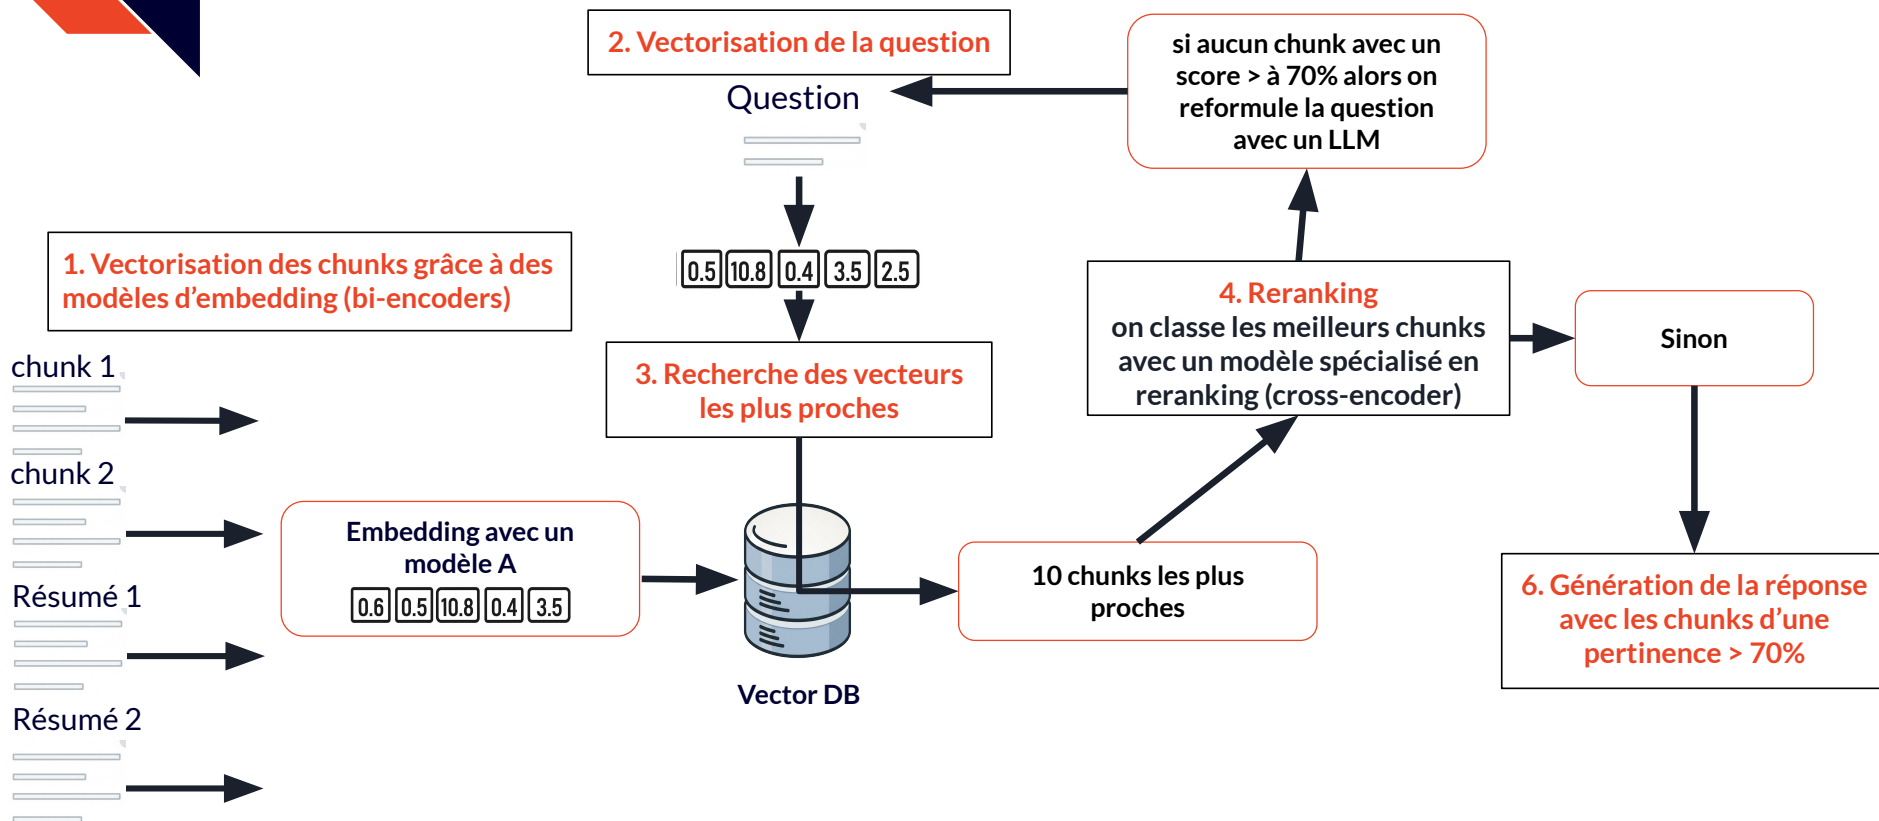 2. Vectorisation de la question
Question
0.5 10.8 0.4 3.5 2.5
si aucun chunk avec un
score > à 70% alors on
reformule la question
avec un LLM
1. Vectorisation des chunks grâce à des
modèles d’embedding (bi-encoders)
3. Recherche des vecteurs
les plus proches
4. Reranking
on classe les meilleurs chunks
avec un modèle spécialisé en
reranking (cross-encoder)
Sinon
chunk 1
chunk 2
Résumé 1
Résumé 2
Embedding avec un
modèle A
0.6 0.5 10.8 0.4 3.5
Vector DB
10 chunks les plus
proches
6. Génération de la réponse
avec les chunks d’une
pertinence > 70%